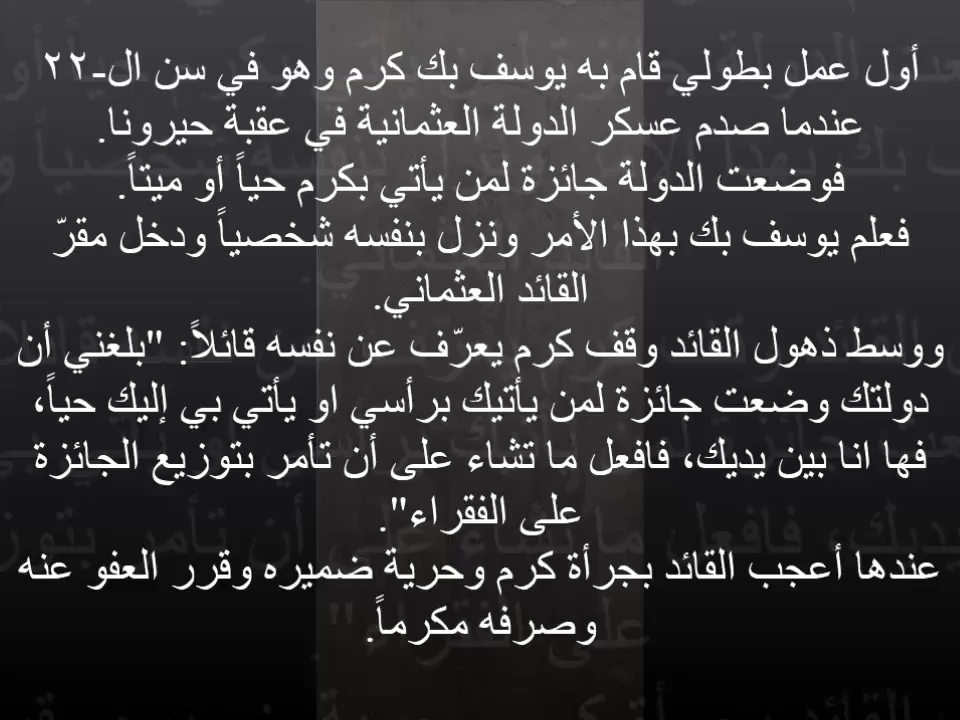 أول عمل بطولي قام به يوسف بك كرم وهو في سن ال-٢٢
عندما صدم عسكر الدولة العثمانية في عقبة حيرونا.
فوضعت الدولة جائزة لمن يأتي بكرم حياً أو ميتاً.
فعلم يوسف بك بهذا الأمر ونزل بنفسه شخصياً ودخل مقرّ
القائد العثماني.
ووسط ذهول القائد وقف كرم يعرّف عن نفسه قائلاً: "بلغني أن
دولتك وضعت جائزة لمن يأتيك برأسي او يأتي بي إليك حياً،
فها انا بين يديك، فافعل ما تشاء على أن تأمر بتوزيع الجائزة
على الفقراء".
عندها أعجب القائد بجرأة كرم وحرية ضميره وقرر العفو عنه
وصرفه مكرماً.